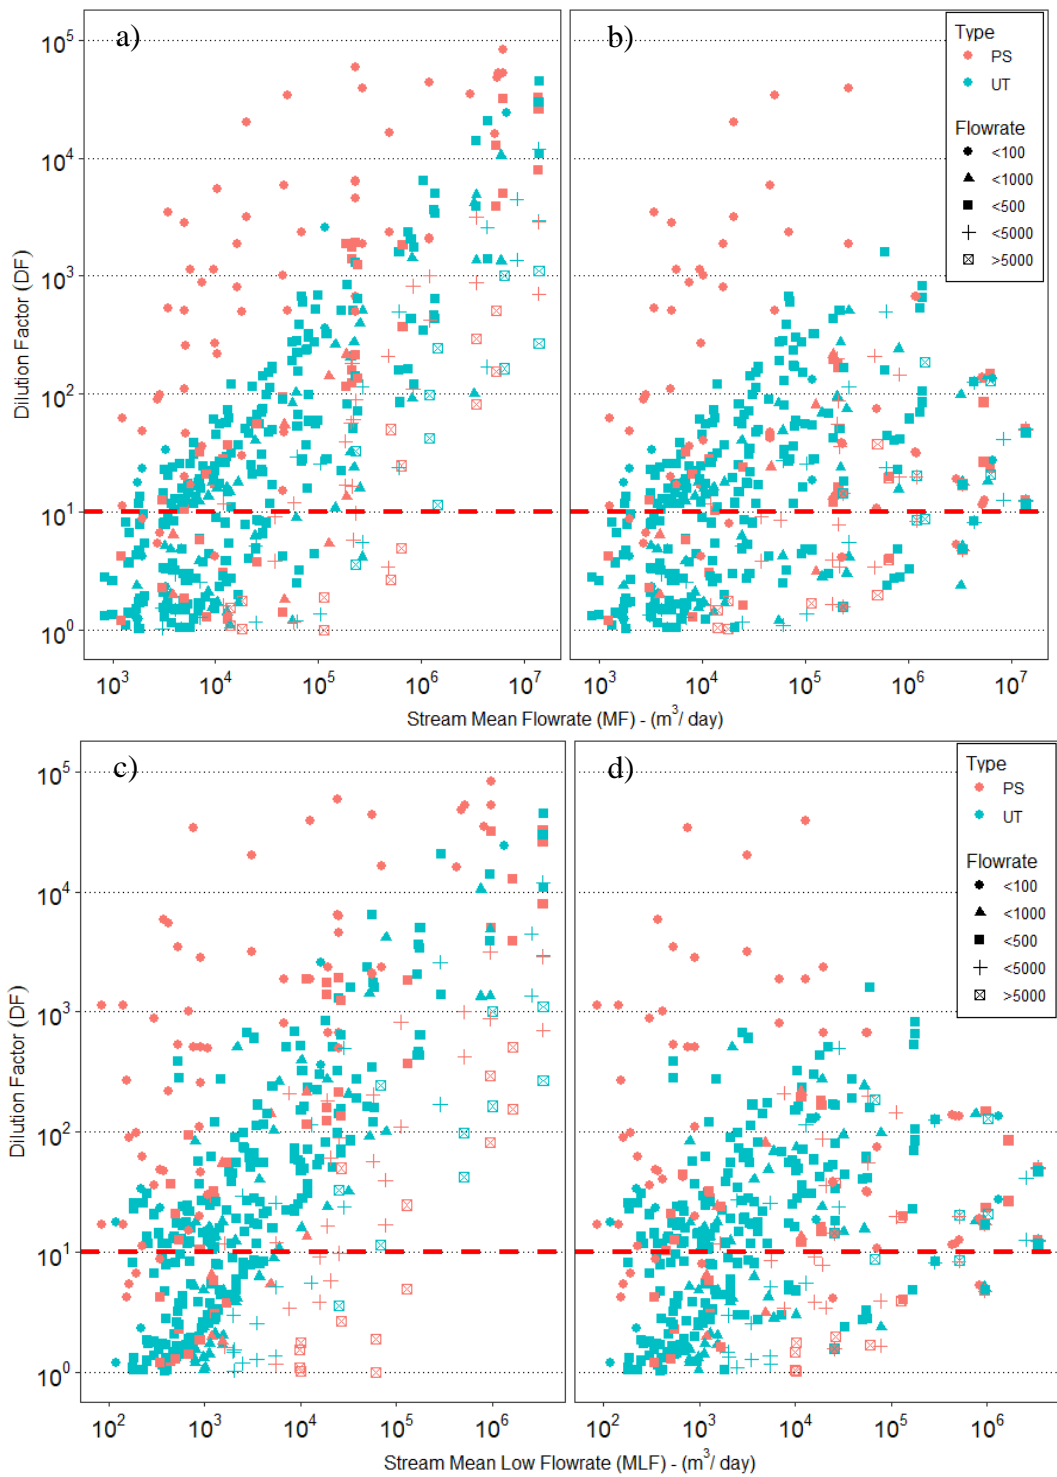 a)
b)
Type
PS
UT
Flowrate
<100
<1000
<500
<5000
>5000
Dilution Factor (DF)
10^5
10^4
10^3
10^2
10^1
10^0
10^3 10^4 10^5 10^6 10^7
10^3 10^4 10^5 10^6 10^7
Stream Mean Flowrate (MF) - (m^3/ day)
c)
d)
Type
PS
UT
Flowrate
<100
<1000
<500
<5000
>5000
Dilution Factor (DF)
10^5
10^4
10^3
10^2
10^1
10^0
10^2 10^3 10^4 10^5 10^6
10^2 10^3 10^4 10^5 10^6
Stream Mean Low Flowrate (MLF) - (m^3/ day)